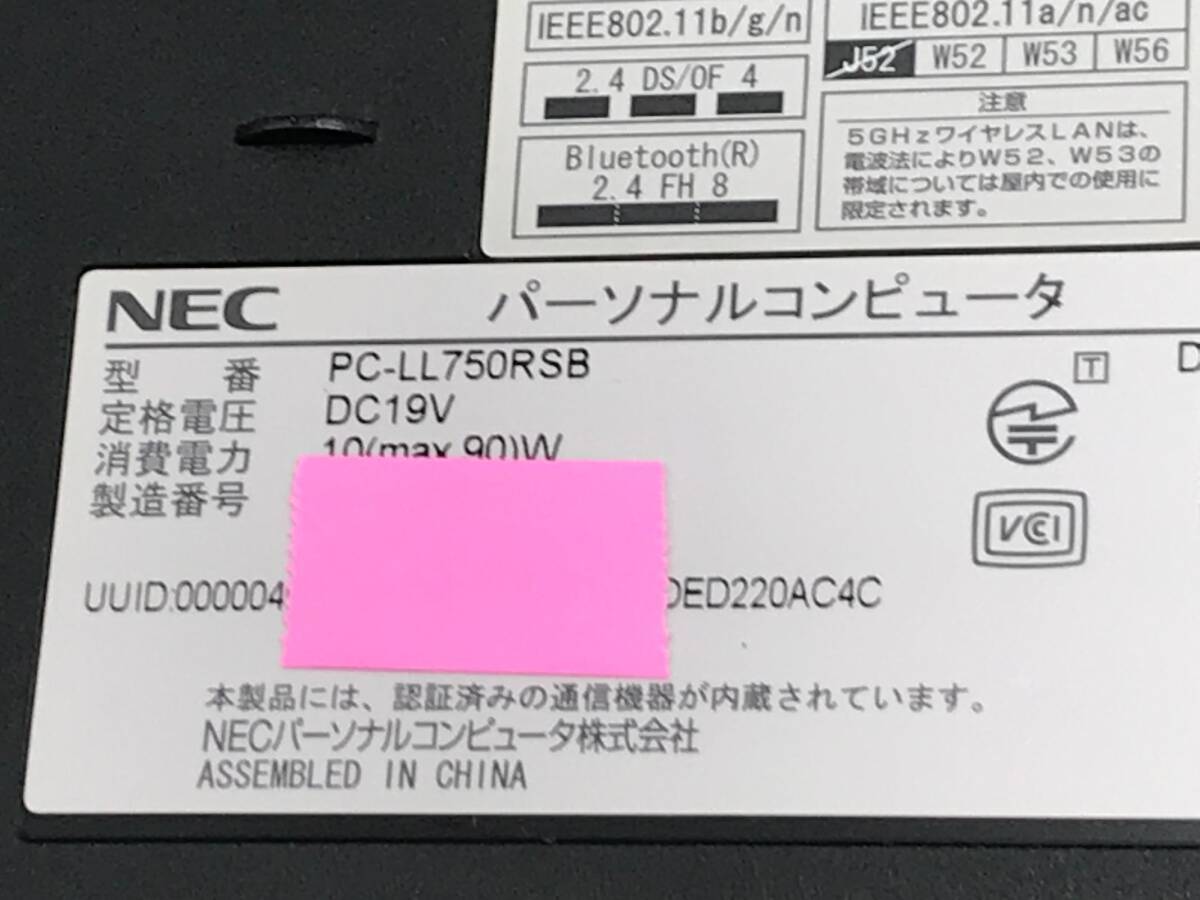 IEEE802.11b/g/n
IEEE802.11a/n/ac
J52 W52 W53 W56
2.4 DS/OF 4
Bluetooth(R)
2.4 FH 8
注意
5GHzワイヤレスLANは、
電波法によりW52、W53の
帯域については屋内での使用に
限定されます。
NEC パーソナルコンピュータ
型 番 PC-LL750RSB
定格電圧 DC19V
消費電力 10(max.90)W
製造番号
T
D
VCI
UUID:000004
DED220AC4C
本製品には、認証済みの通信機器が内蔵されています。
NECパーソナルコンピュータ株式会社
ASSEMBLED IN CHINA